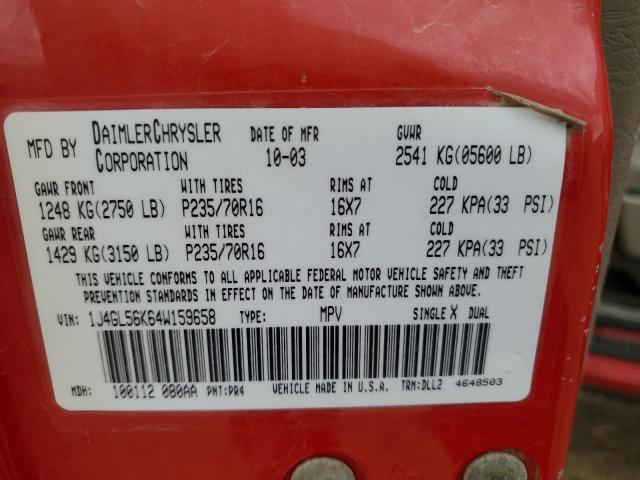 MFD BY DAIMLERCHRYSLER CORPORATION DATE OF MFR 10-03 GVWR 2541 KG(05600 LB)
GAWR FRONT WITH TIRES RIMS AT COLD
1248 KG(2750 LB) P235/70R16 16X7 227 KPA(33 PSI)
GAWR REAR WITH TIRES RIMS AT COLD
1429 KG(3150 LB) P235/70R16 16X7 227 KPA(33 PSI)
THIS VEHICLE CONFORMS TO ALL APPLICABLE FEDERAL MOTOR VEHICLE SAFETY AND THEFT
PREVENTION STANDARDS IN EFFECT ON THE DATE OF MANUFACTURE SHOWN ABOVE.
VIN: 1J4GL58K64W159658 TYPE: MPV SINGLE X DUAL
MDH: 100112 080AA PNT:PR4 VEHICLE MADE IN U.S.A. TRM:DLL2 4648503